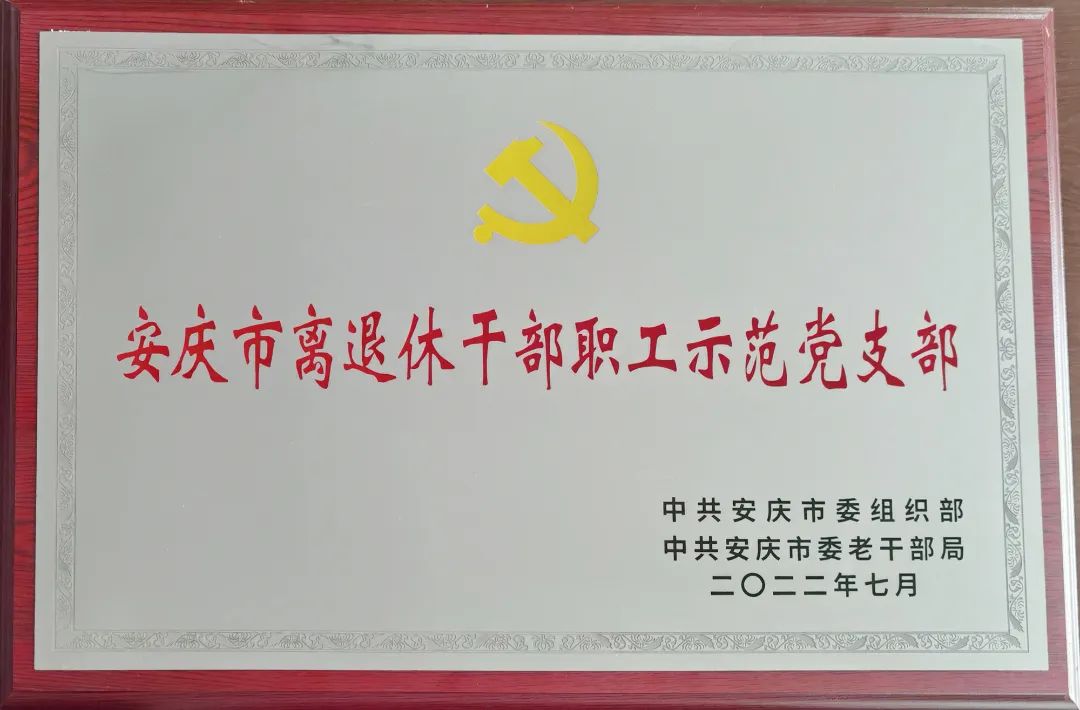 安庆市离退休干部职工示范党支部
中共安庆市委组织部
中共安庆市委老干部局
二〇二二年七月